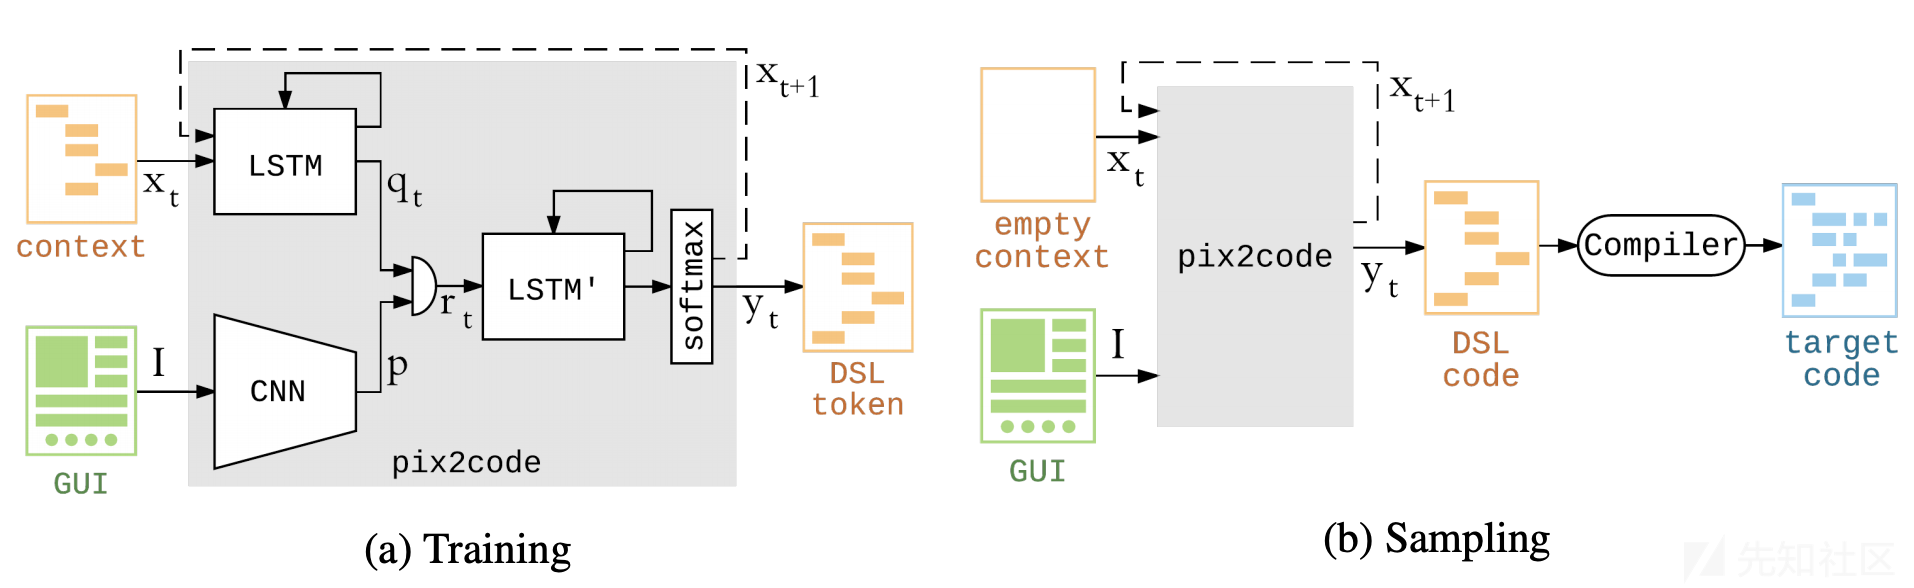 x_{t+1}
LSTM
x_t
q_t
context
LSTM'
softmax
r_t
y_t
DSL
token
I
CNN
p
GUI
pix2code
(a) Training
x_{t+1}
x_t
empty
context
pix2code
y_t
Compiler
I
DSL
code
target
code
GUI
(b) Sampling
先知社区